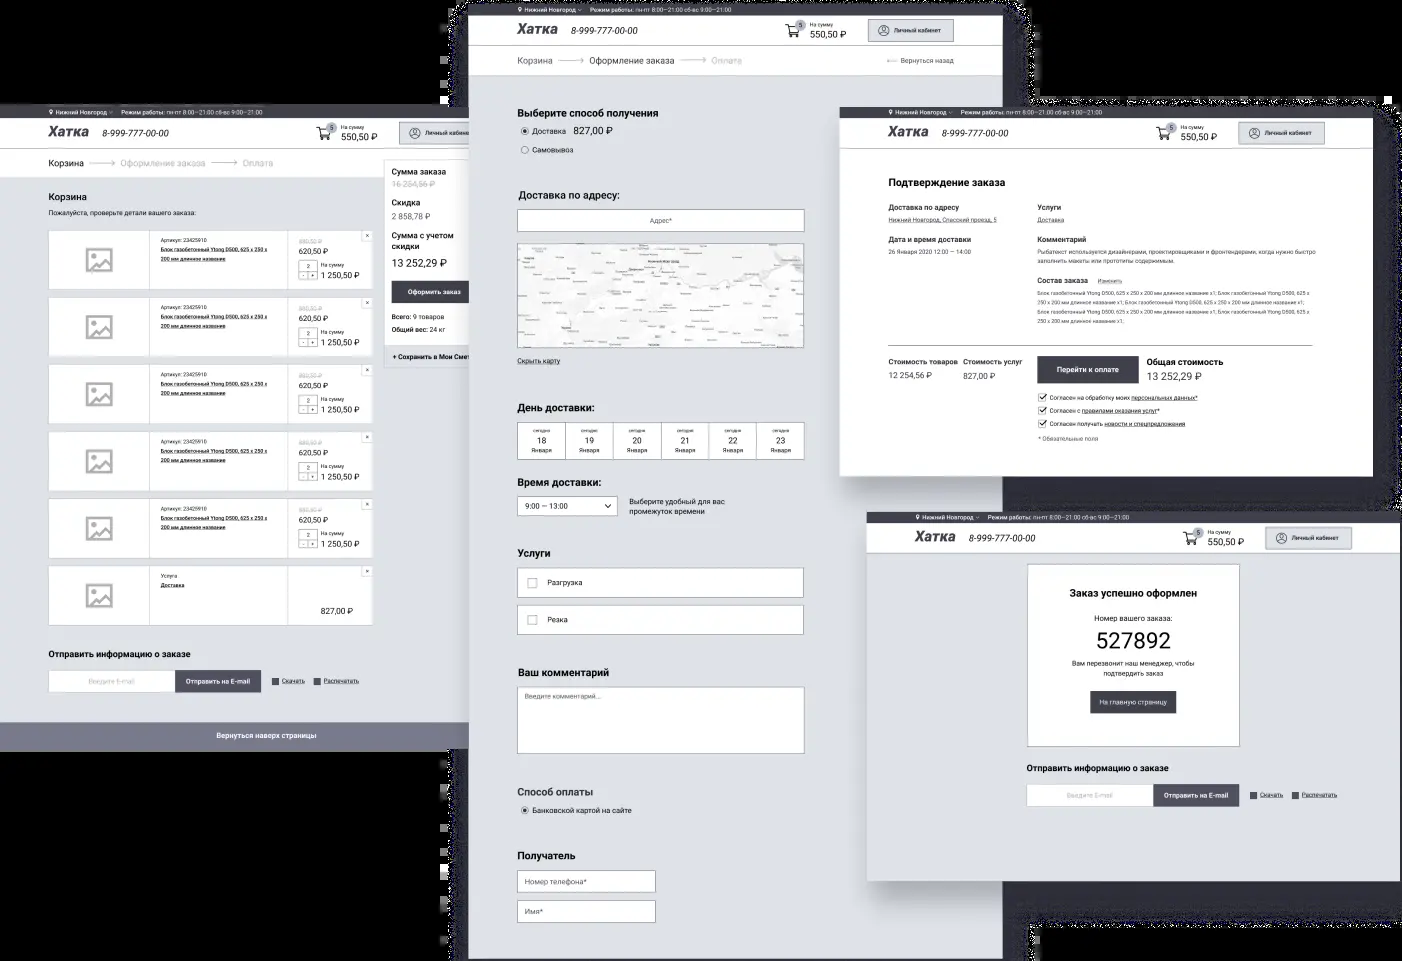 Нижний Новгород
Режим работы: пн-пт 8:00—21:00 сб-вс 9:00—21:00
Хатка
8-999-777-00-00
5
На сумму
550,50 ₽
Личный кабинет
Корзина
Оформление заказа
Оплата
Корзина
Пожалуйста, проверьте детали вашего заказа:
Артикул: 23425910
Блок газобетонный Ytong D500, 625 х 250 х
200 мм длинное название
620,50 ₽
2
- +
На сумму
1 250,50 ₽
Артикул: 23425910
Блок газобетонный Ytong D500, 625 х 250 х
200 мм длинное название
620,50 ₽
2
- +
На сумму
1 250,50 ₽
Артикул: 23425910
Блок газобетонный Ytong D500, 625 х 250 х
200 мм длинное название
620,50 ₽
2
- +
На сумму
1 250,50 ₽
Артикул: 23425910
Блок газобетонный Ytong D500, 625 х 250 х
200 мм длинное название
620,50 ₽
2
- +
На сумму
1 250,50 ₽
Артикул: 23425910
Блок газобетонный Ytong D500, 625 х 250 х
200 мм длинное название
620,50 ₽
2
- +
На сумму
1 250,50 ₽
Услуга
Доставка
827,00 ₽
Сумма заказа
16 254,56 ₽
Скидка
2 858,78 ₽
Сумма с учетом
скидки
13 252,29 ₽
Оформить заказ
Всего: 9 товаров
Общий вес: 24 кг
+ Сохранить в Мои Сме
Отправить информацию о заказе
Введите E-mail
Отправить на E-mail
Скачать
Распечатать
Вернуться наверх страницы
Нижний Новгород
Режим работы: пн-пт 8:00—21:00 сб-вс 9:00—21:00
Хатка
8-999-777-00-00
5
На сумму
550,50 ₽
Личный кабинет
Корзина
Оформление заказа
Оплата
Вернуться назад
Выберите способ получения
Доставка 827,00 ₽
Самовывоз
Доставка по адресу:
Адрес*
Скрыть карту
День доставки:
сегодня
18
Января
сегодня
19
Января
сегодня
20
Января
сегодня
21
Января
сегодня
22
Января
сегодня
23
Января
Время доставки:
9:00 — 13:00
Выберите удобный для вас
промежуток времени
Услуги
Разгрузка
Резка
Ваш комментарий
Введите комментарий...
Способ оплаты
Банковской картой на сайте
Получатель
Номер телефона*
Имя*
Нижний Новгород
Режим работы: пн-пт 8:00—21:00 сб-вс 9:00—21:00
Хатка
8-999-777-00-00
5
На сумму
550,50 ₽
Личный кабинет
Подтверждение заказа
Доставка по адресу
Нижний Новгород, Спасский проезд, 5
Дата и время доставки
26 Января 2020 12:00 — 14:00
Услуги
Доставка
Комментарий
Рыбатекст используется дизайнерами, проектировщиками и фронтендерами, когда нужно быстро
заполнить макеты или прототипы содержимым.
Состав заказа
Изменить
Блок газобетонный Ytong D500, 625 х 250 х 200 мм длинное название х1; Блок газобетонный Ytong D500, 625 х
250 х 200 мм длинное название х1; Блок газобетонный Ytong D500, 625 х 250 х 200 мм длинное название х1;
Блок газобетонный Ytong D500, 625 х 250 х 200 мм длинное название х1; Блок газобетонный Ytong D500, 625 х
250 х 200 мм длинное название х1;
Стоимость товаров
12 254,56 ₽
Стоимость услуг
827,00 ₽
Перейти к оплате
Общая стоимость
13 252,29 ₽
Согласен на обработку моих персональных данных*
Согласен с правилами оказания услуг*
Согласен получать новости и спецпредложения
* Обязательные поля
Нижний Новгород
Режим работы: пн-пт 8:00—21:00 сб-вс 9:00—21:00
Хатка
8-999-777-00-00
5
На сумму
550,50 ₽
Личный кабинет
Заказ успешно оформлен
Номер вашего заказа:
527892
Вам перезвонит наш менеджер, чтобы
подтвердить заказ
На главную страницу
Отправить информацию о заказе
Введите E-mail
Отправить на E-mail
Скачать
Распечатать